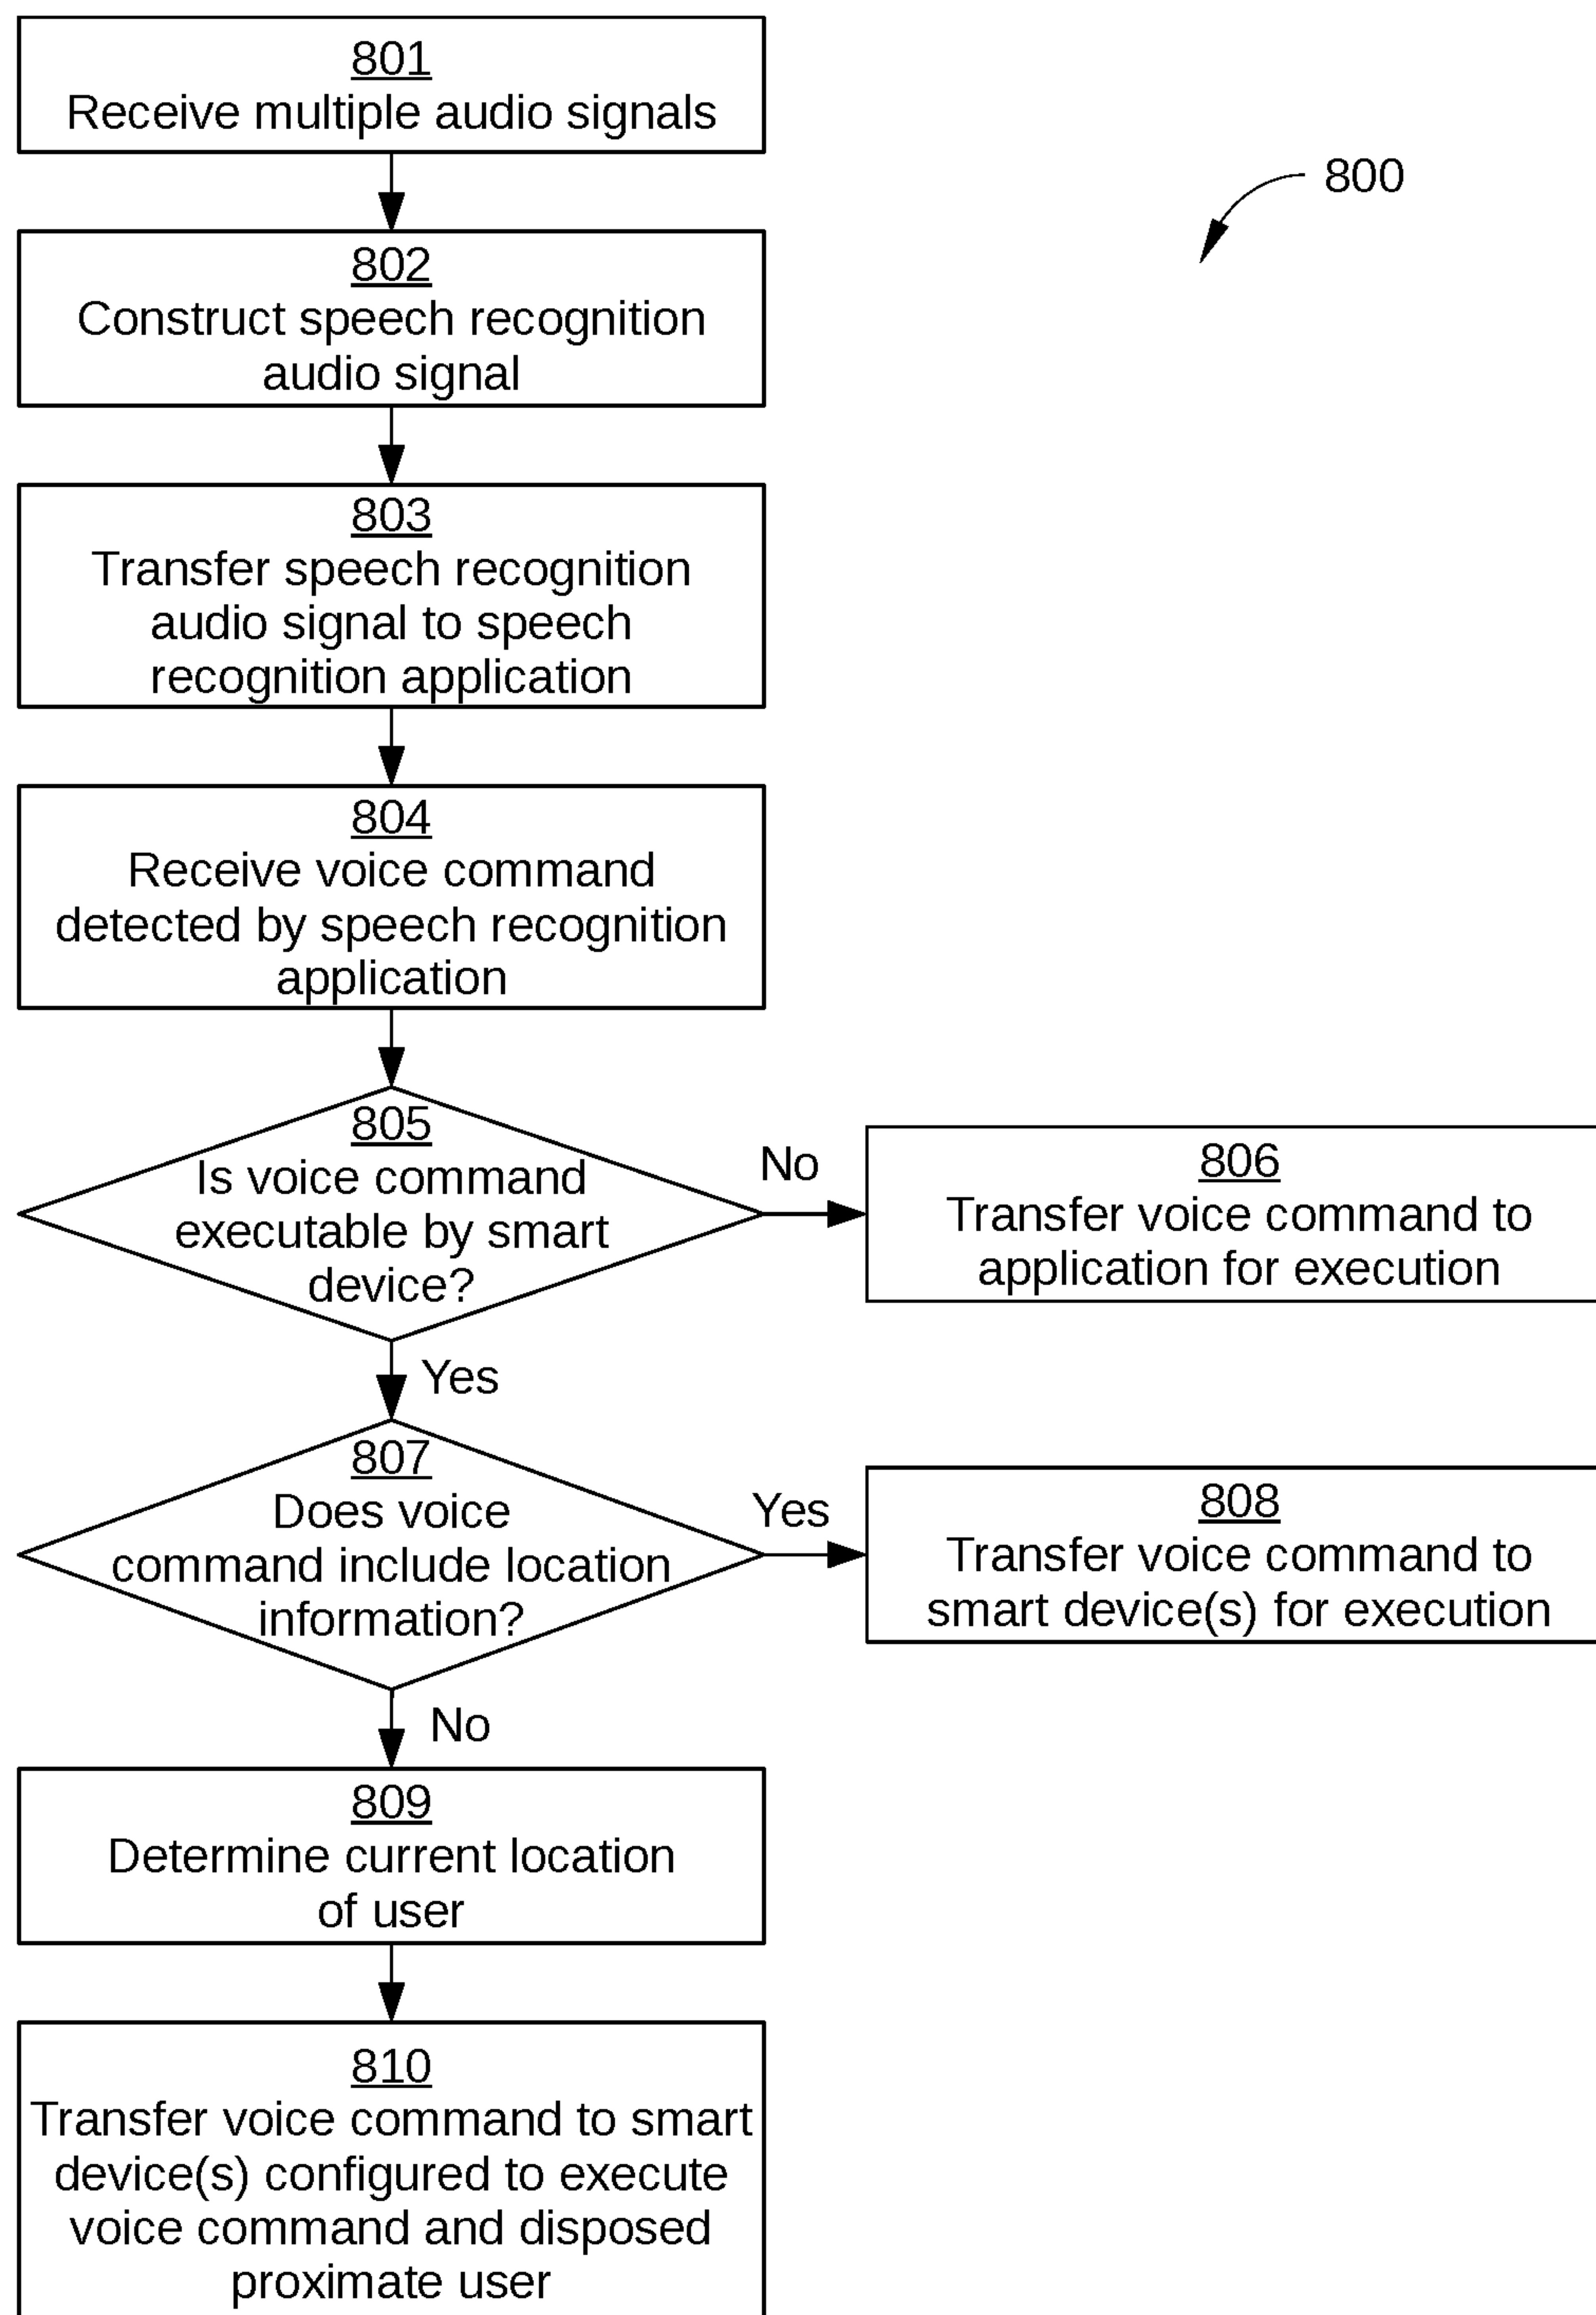 801
Receive multiple audio signals
800
802
Construct speech recognition
audio signal
803
Transfer speech recognition
audio signal to speech
recognition application
804
Receive voice command
detected by speech recognition
application
805
Is voice command
executable by smart
device?
No
806
Transfer voice command to
application for execution
Yes
807
Does voice
command include location
information?
Yes
808
Transfer voice command to
smart device(s) for execution
No
809
Determine current location
of user
810
Transfer voice command to smart
device(s) configured to execute
voice command and disposed
proximate user